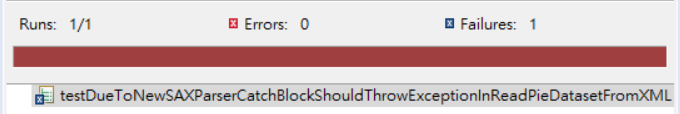 Runs: 1/1 Errors: 0 Failures: 1
testDueToNewSAXParserCatchBlockShouldThrowExceptionInReadPieDatasetFromXML